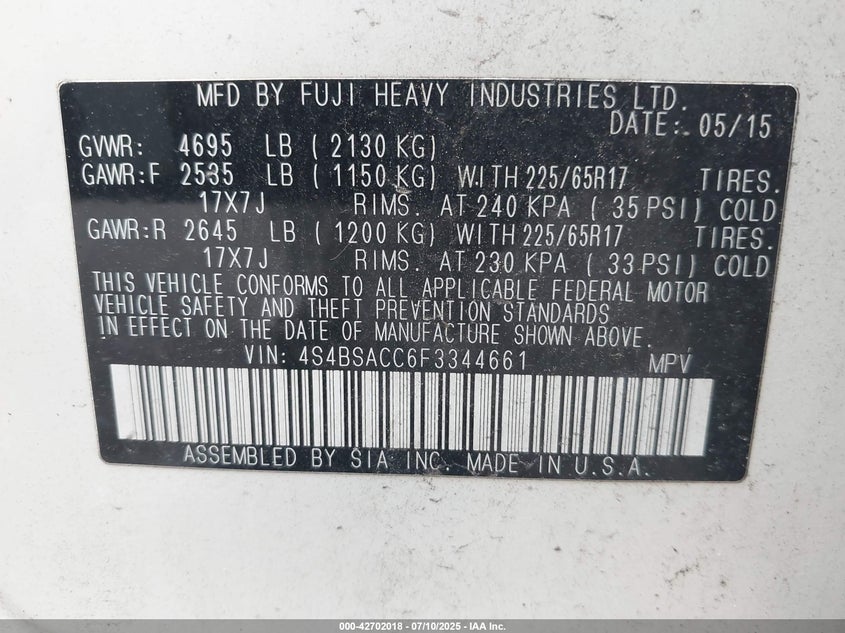 MFD BY FUJI HEAVY INDUSTRIES LTD.
DATE: 05/15
GVWR: 4695 LB ( 2130 KG)
GAWR:F 2535 LB ( 1150 KG) WITH 225/65R17 TIRES.
17X7J RIMS. AT 240 KPA ( 35 PSI) COLD
GAWR:R 2645 LB ( 1200 KG) WITH 225/65R17 TIRES.
17X7J RIMS. AT 230 KPA ( 33 PSI) COLD
THIS VEHICLE CONFORMS TO ALL APPLICABLE FEDERAL MOTOR
VEHICLE SAFETY AND THEFT PREVENTION STANDARDS
IN EFFECT ON THE DATE OF MANUFACTURE SHOWN ABOVE.
VIN: 4S4BSACC6F3344661 MPV
ASSEMBLED BY SIA INC. MADE IN U.S.A.
000-42702018 - 07/10/2025 - IAA Inc.